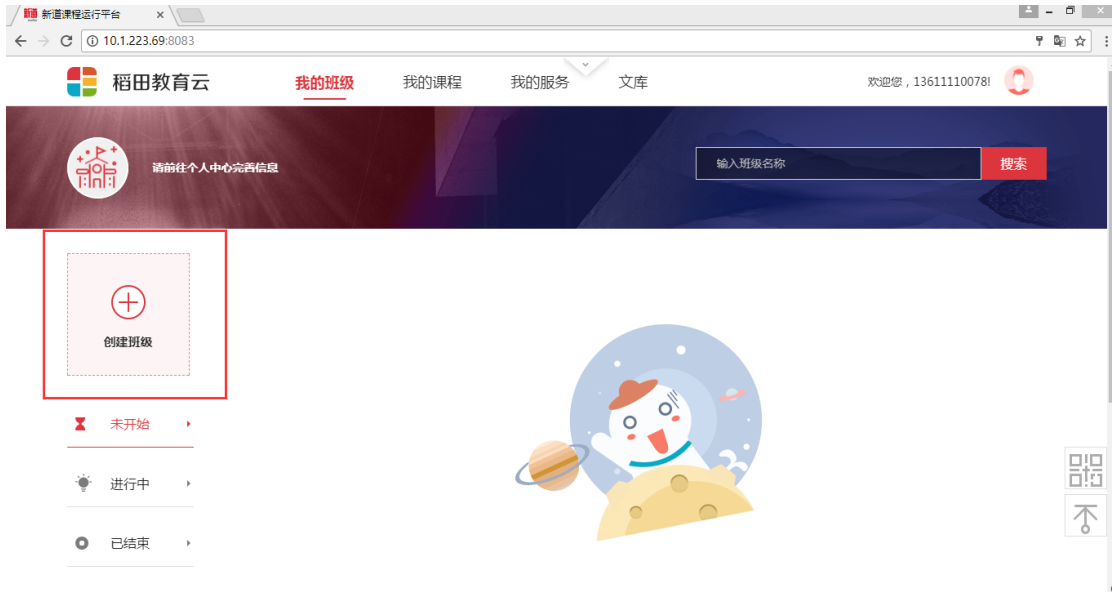 新道 新道课程运行平台
10.1.223.69:8083
稻田教育云 我的班级 我的课程 我的服务 文库 欢迎您，13611110078!
请前往个人中心完善信息 输入班级名称 搜索
创建班级
未开始
进行中
已结束